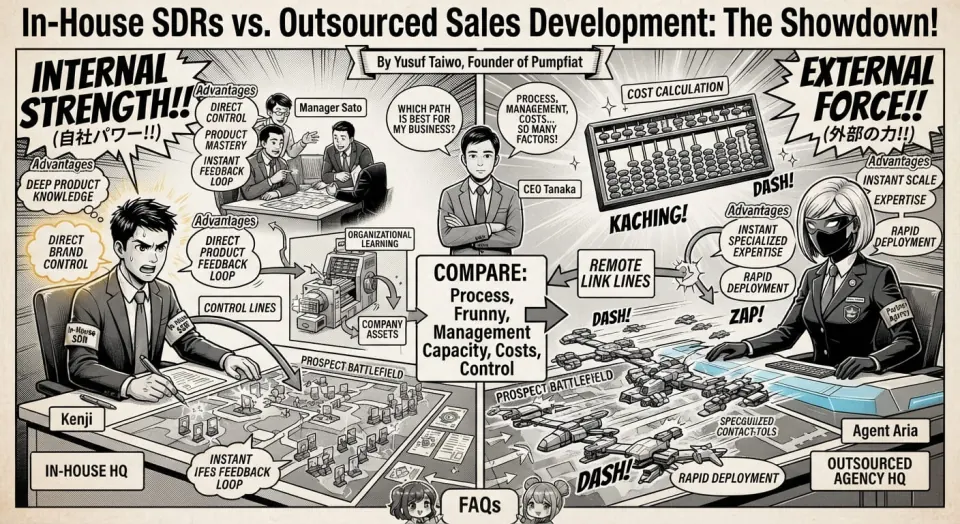 In-House SDRs vs. Outsourced Sales Development: The Showdown!
By Yusuf Taiwo, Founder of Pumpfiat
INTERNAL
STRENGTH!!
(自社パワー!!)
Advantages
DEEP PRODUCT
KNOWLEDGE
DIRECT
BRAND
CONTROL
Advantages
DIRECT
CONTROL
PRODUCT
MASTERY
INSTANT
FEEDBACK
LOOP
Manager Sato
Advantages
DIRECT
PRODUCT
FEEDBACK
LOOP
ORGANIZATIONAL
LEARNING
CONTROL LINES
COMPANY
ASSETS
In-House
SDR
In House
SDR
PROSPECT BATTLEFIELD
Kenji
IN-HOUSE HQ
INSTANT
IFES FEEDBACK
LOOP
WHICH PATH
IS BEST FOR
MY BUSINESS?
PROCESS,
MANAGEMENT,
COSTS...
SO MANY
FACTORS!
CEO Tanaka
COMPARE:
Process,
Frunny,
Management
Capacity, Costs,
Control
EXTERNAL
FORCE!!
(外部の力!!)
COST CALCULATION
DASH!
KACHING!
Advantages
INSTANT SCALE
EXPERTISE
RAPID
DEPLOYMENT
Advantages
INSTANT
SPECIALIZED
EXPERTISE
RAPID
DEPLOYMENT
REMOTE
LINK LINES
DASH!
ZAP!
Partner
Agency
PROSPECT BATTLEFIELD
DASH!
RAPID DEPLOYMENT
Agent Aria
OUTSOURCED
AGENCY HQ
FAQs